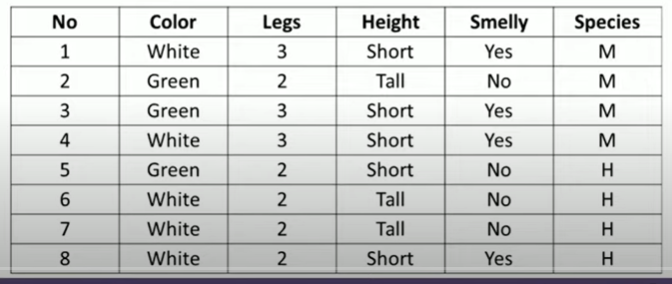 No Color Legs Height Smelly Species
1 White 3 Short Yes M
2 Green 2 Tall No M
3 Green 3 Short Yes M
4 White 3 Short Yes M
5 Green 2 Short No H
6 White 2 Tall No H
7 White 2 Tall No H
8 White 2 Short Yes H